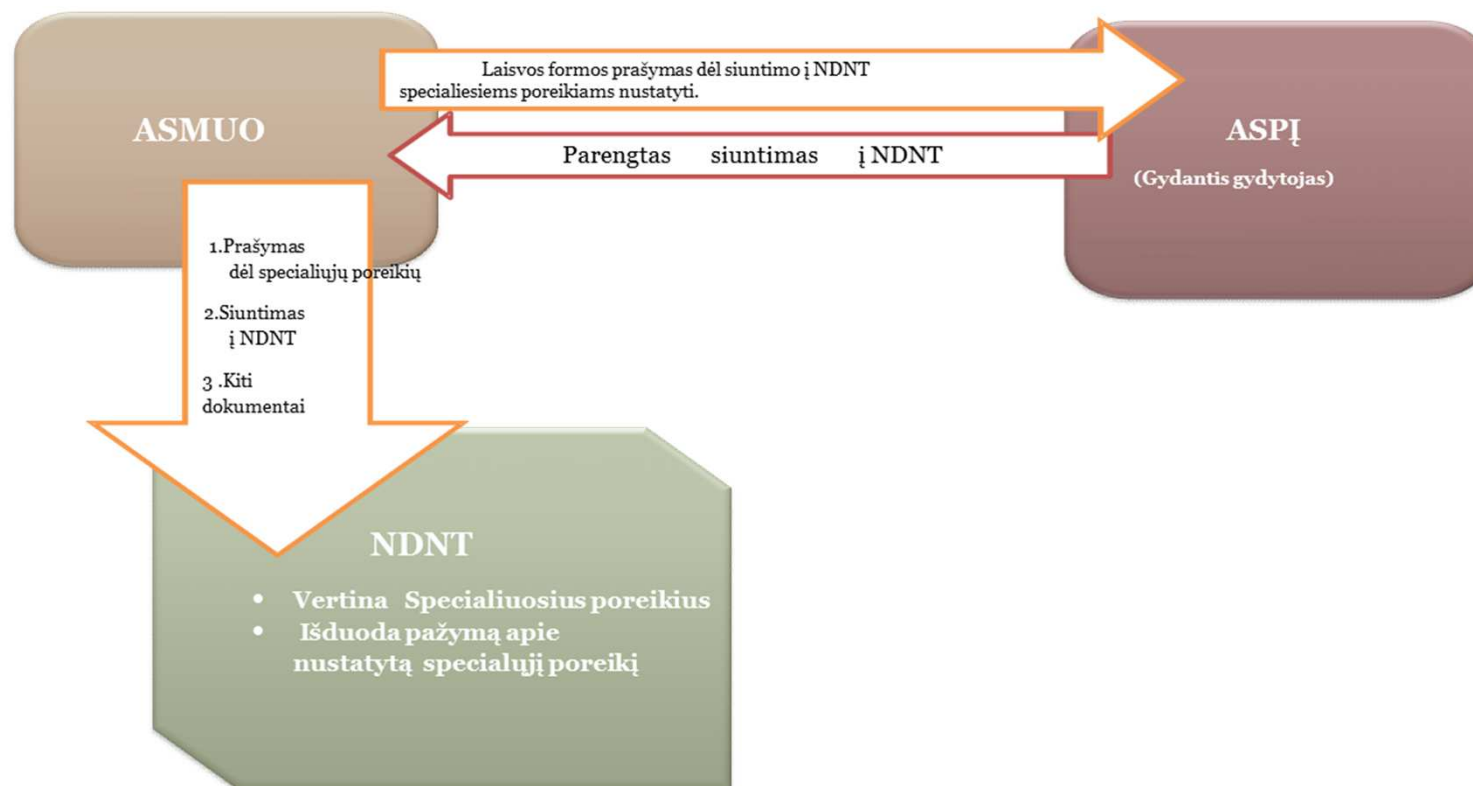 ASMUO
Laisvos formos prašymas dėl siuntimo į NDNT
specialiesiems poreikiams nustatyti.
Parengtas siuntimas į NDNT
ASPĮ
(Gydantis gydytojas)
1.Prašymas
dėl specialiųjų poreikių
2.Siuntimas
į NDNT
3 .Kiti
dokumentai
NDNT
• Vertina Specialiuosius poreikius
• Išduoda pažymą apie
nustatytą specialųjį poreikį